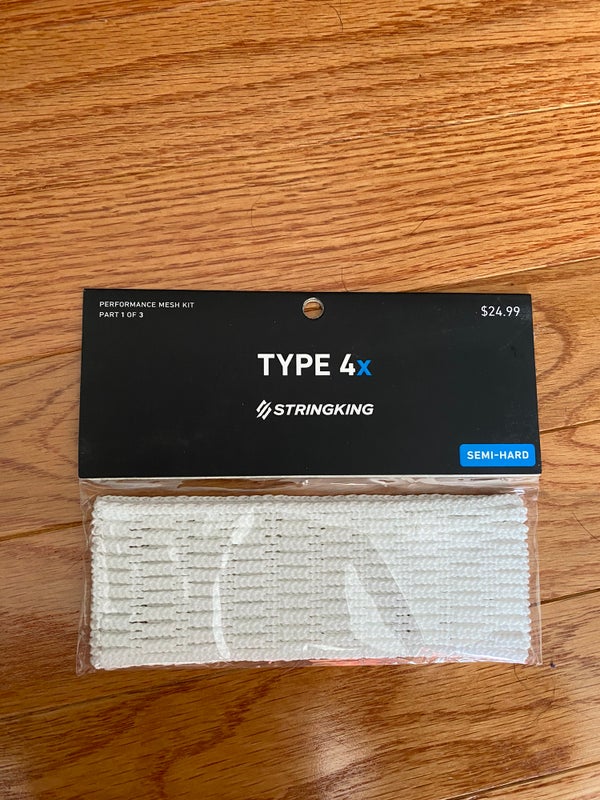 PERFORMANCE MESH KIT
PART 1 OF 3
$24.99
TYPE 4x
STRINGKING
SEMI-HARD